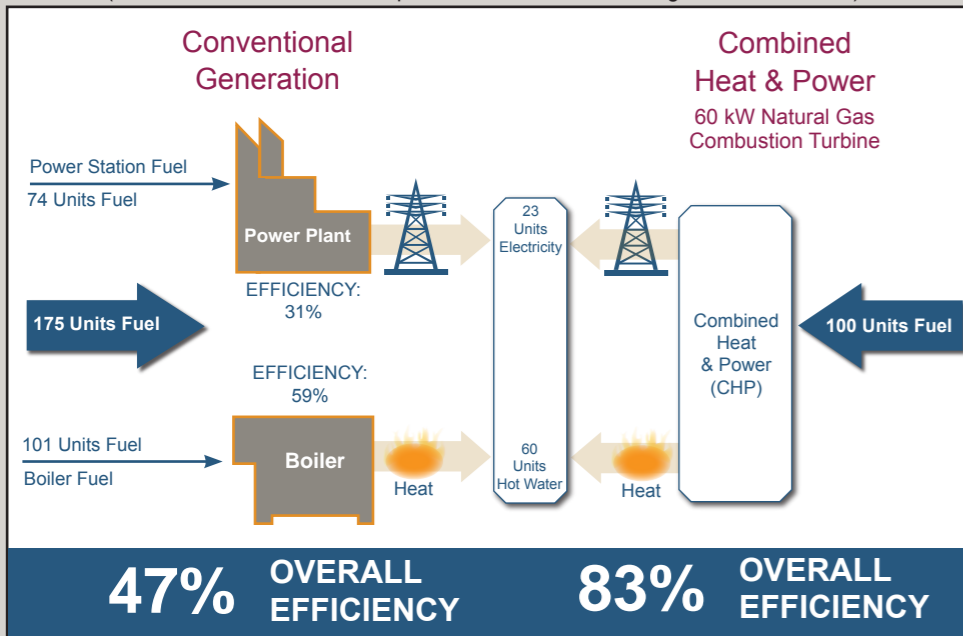 Conventional
Generation
Combined
Heat & Power
60 kW Natural Gas
Combustion Turbine
Power Station Fuel
74 Units Fuel
Power Plant
EFFICIENCY:
31%
175 Units Fuel
EFFICIENCY:
59%
101 Units Fuel
Boiler Fuel
Boiler
Heat
23
Units
Electricity
60
Units
Hot Water
Heat
Combined
Heat
& Power
(CHP)
100 Units Fuel
47%
OVERALL
EFFICIENCY
83%
OVERALL
EFFICIENCY